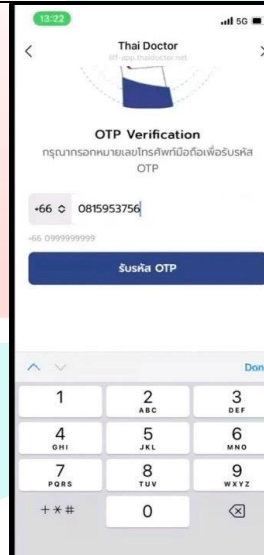 13:22
5G
Thai Doctor
OTP Verification
กรุณากรอกหมายเลขโทรศัพท์มือถือเพื่อรับรหัส
OTP
+66 0815953756
+66 0999999999
รับรหัส OTP
Don
1 2 3
ABC DEF
4 5 6
GHI JKL MNO
7 8 9
PQRS TUV WXYZ
+*# 0